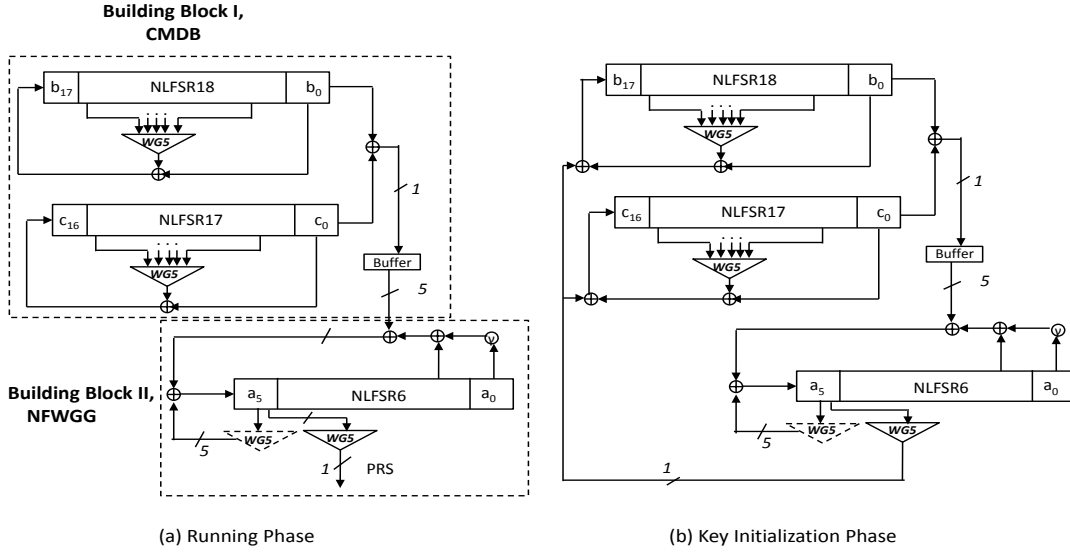 Building Block I,
CMDB
b17 NLFSR18 b0
. . .
WG5
1
c16 NLFSR17 c0
. . .
WG5
Buffer
5
Building Block II,
NFWGG
γ
a5 NLFSR6 a0
5 WG5 WG5
1 PRS
(a) Running Phase
b17 NLFSR18 b0
. . .
WG5
1
c16 NLFSR17 c0
. . .
WG5
Buffer
5
γ
a5 NLFSR6 a0
5 WG5 WG5
1
(b) Key Initialization Phase